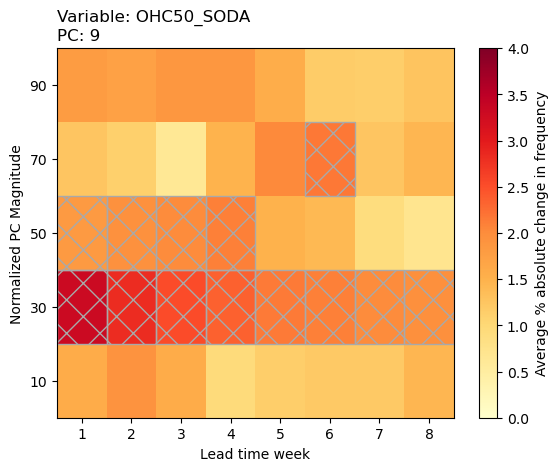 Variable: OHC50_SODA
PC: 9
4.0
3.5
3.0
2.5
2.0
1.5
1.0
0.5
0.0
Average % absolute change in frequency
Normalized PC Magnitude
90
70
50
30
10
1 2 3 4 5 6 7 8
Lead time week